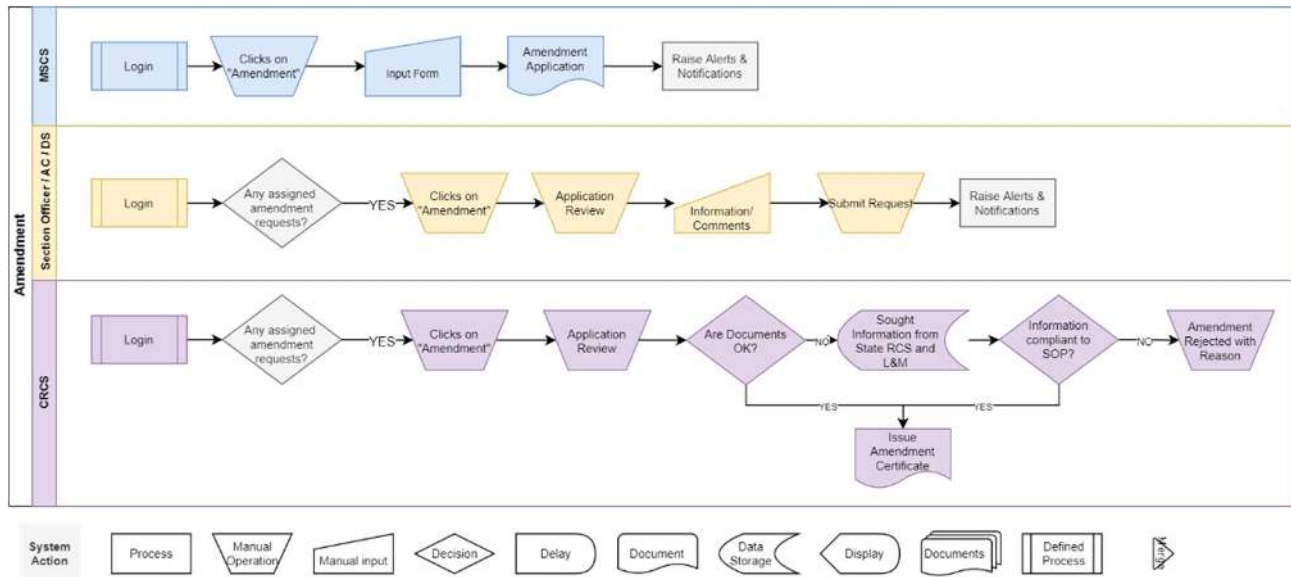 Amendment
MSCS
Login
Clicks on
"Amendment"
Input Form
Amendment
Application
Raise Alerts &
Notifications
Section Officer / AC / DS
Login
Any assigned
amendment
requests?
YES
Clicks on
"Amendment"
Application
Review
Information/
Comments
Submit Request
Raise Alerts &
Notifications
CRCS
Login
Any assigned
amendment
requests?
YES
Clicks on
"Amendment"
Application
Review
Are Documents
OK?
NO
Sought
Information from
State RCS and
L&M
Information
compliant to
SOP?
NO
Amendment
Rejected with
Reason
YES
YES
Issue
Amendment
Certificate
System
Action
Process
Manual
Operation
Manual input
Decision
Delay
Document
Data
Storage
Display
Documents
Defined
Process
Merge